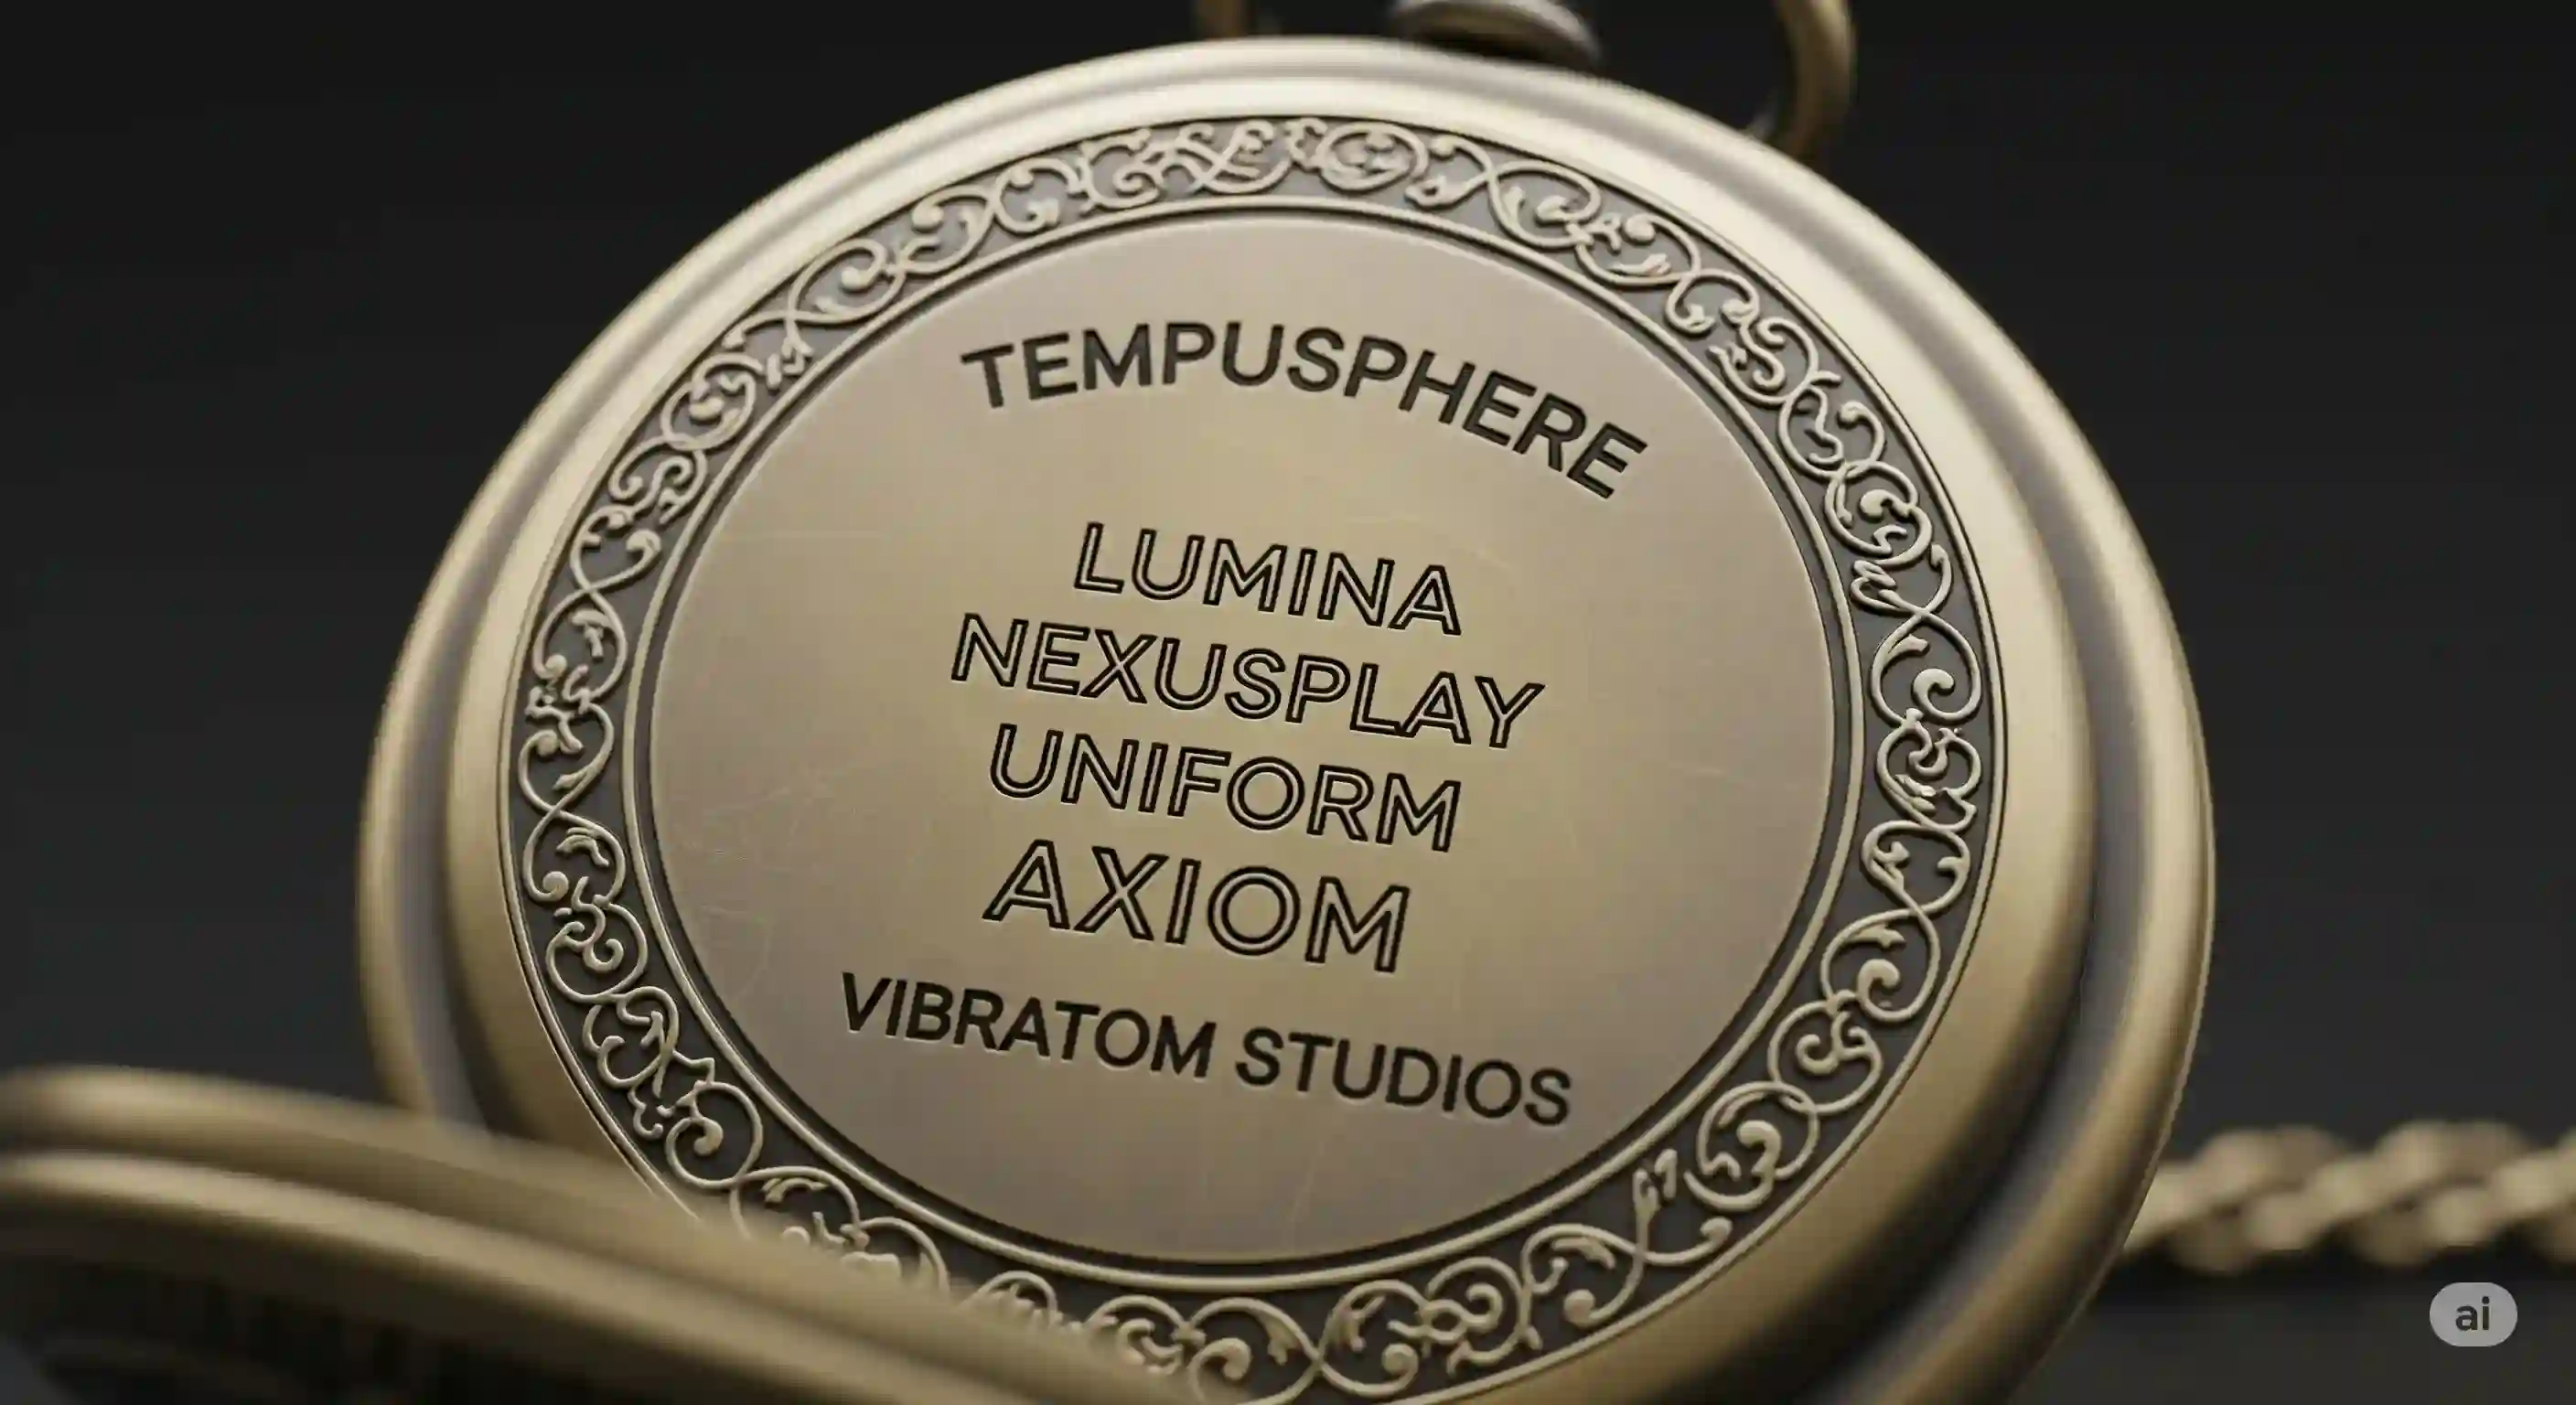 TEMPUSPHERE
LUMINA
NEXUSPLAY
UNIFORM
AXIOM
VIBRATOM STUDIOS
ai